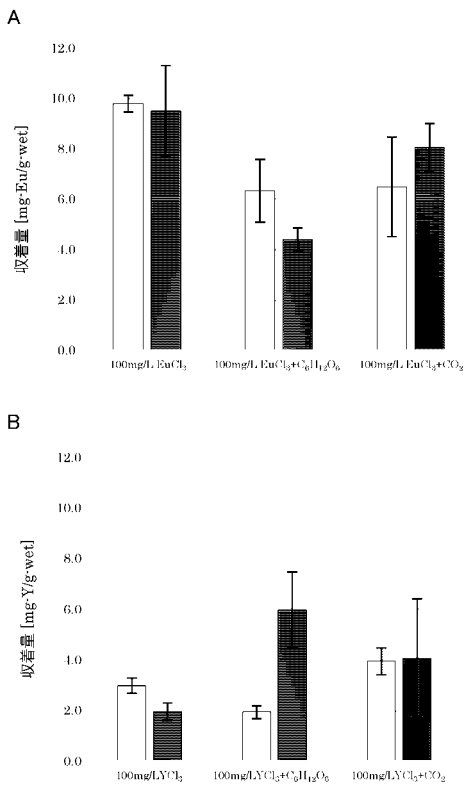 A
12.0
10.0
8.0
6.0
4.0
2.0
0.0
収着量 [mg·Eu/g·wet]
100mg/L EuCl₃
100mg/L EuCl₃+C₆H₁₂O₆
100mg/L EuCl₃+CO₂
B
12.0
10.0
8.0
6.0
4.0
2.0
0.0
収着量 [mg·Y/g·wet]
100mg/LYCl₃
100mg/LYCl₃+C₆H₁₂O₆
100mg/LYCl₃+CO₂